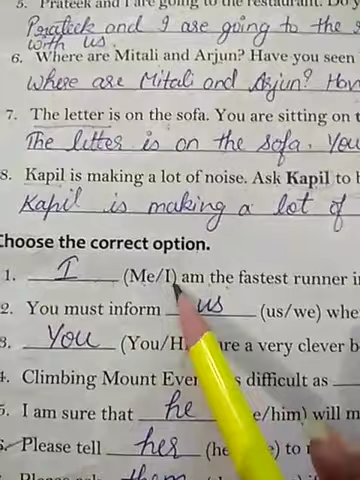 5. Prateek and I are going to the restaurant. Do y
Perateek and I are going to the s
with us.
6. Where are Mitali and Arjun? Have you seen
Where are Mitali and Arjun? Hav
7. The letter is on the sofa. You are sitting on t
The letter is on the sofa. You
8. Kapil is making a lot of noise. Ask Kapil to b
Kapil is making a lot of
Choose the correct option.
1. I (Me/I) am the fastest runner i
2. You must inform us (us/we) whe
3. You (You/H are a very clever b
4. Climbing Mount Ever s difficult as
5. I am sure that he e/him) will m
6. Please tell her (he e) to
them